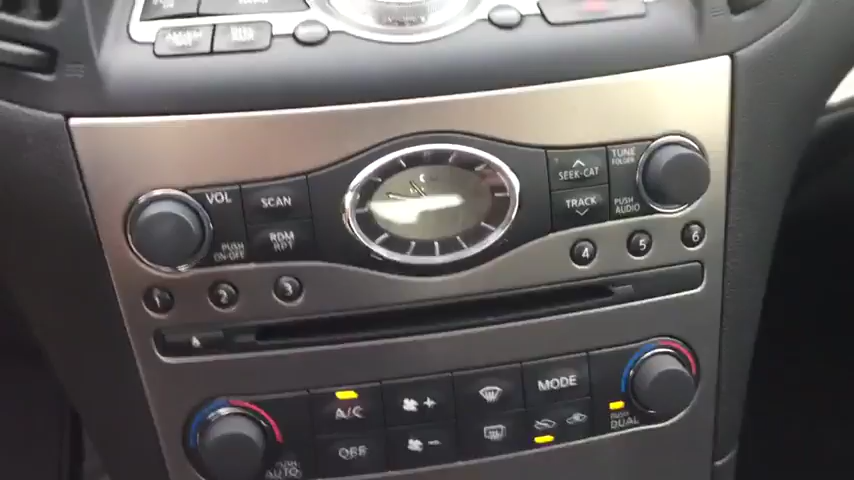 VOL
PUSH
ON·OFF
SCAN
RDM
RPT
SEEK·CAT
TRACK
TUNE
FOLDER
PUSH
AUDIO
1
2
3
4
5
6
A/C
OFF
PUSH
AUTO
+
−
MODE
PUSH
DUAL